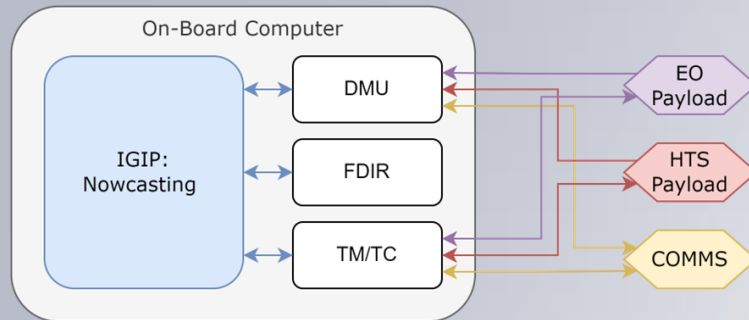 On-Board Computer
IGIP:
Nowcasting
DMU
FDIR
TM/TC
EO
Payload
HTS
Payload
COMMS